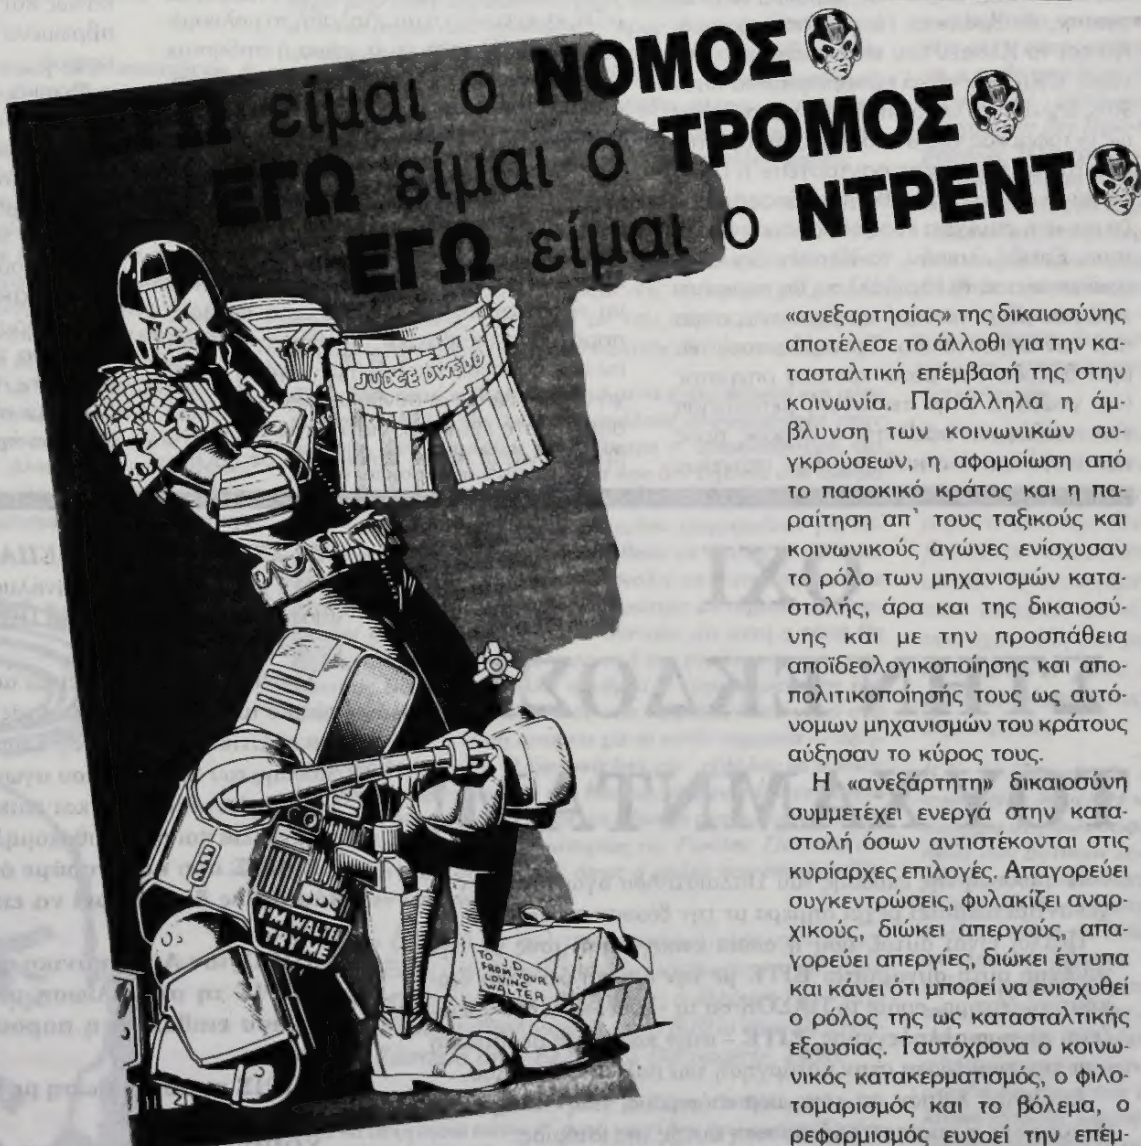 ΕΓΩ είμαι ο ΝΟΜΟΣ
ΕΓΩ είμαι ο ΤΡΟΜΟΣ
ΕΓΩ είμαι ο ΝΤΡΕΝΤ
JUDGE DWEDD
I'M WALTER
TRY ME
TO J.D.
FROM YOUR
LOVING
WALTER
«ανεξαρτησίας» της δικαιοσύνης
αποτέλεσε το άλλοθι για την κα-
τασταλτική επέμβασή της στην
κοινωνία. Παράλληλα η άμ-
βλυνση των κοινωνικών συ-
γκρούσεων, η αφομοίωση από
το πασοκικό κράτος και η πα-
ραίτηση απ' τους ταξικούς και
κοινωνικούς αγώνες ενίσχυσαν
το ρόλο των μηχανισμών κατα-
στολής, άρα και της δικαιοσύ-
νης και με την προσπάθεια
αποϊδεολογικοποίησης και απο-
πολιτικοποίησής τους ως αυτό-
νομων μηχανισμών του κράτους
αύξησαν το κύρος τους.
Η «ανεξάρτητη» δικαιοσύνη
συμμετέχει ενεργά στην κατα-
στολή όσων αντιστέκονται στις
κυρίαρχες επιλογές. Απαγορεύει
συγκεντρώσεις, φυλακίζει αναρ-
χικούς, διώκει απεργούς, απα-
γορεύει απεργίες, διώκει έντυπα
και κάνει ότι μπορεί να ενισχυθεί
ο ρόλος της ως κατασταλτικής
εξουσίας. Ταυτόχρονα ο κοινω-
νικός κατακερματισμός, ο φιλο-
τομαρισμός και το βόλεμα, ο
ρεφορμισμός ευνοεί την επέμ-